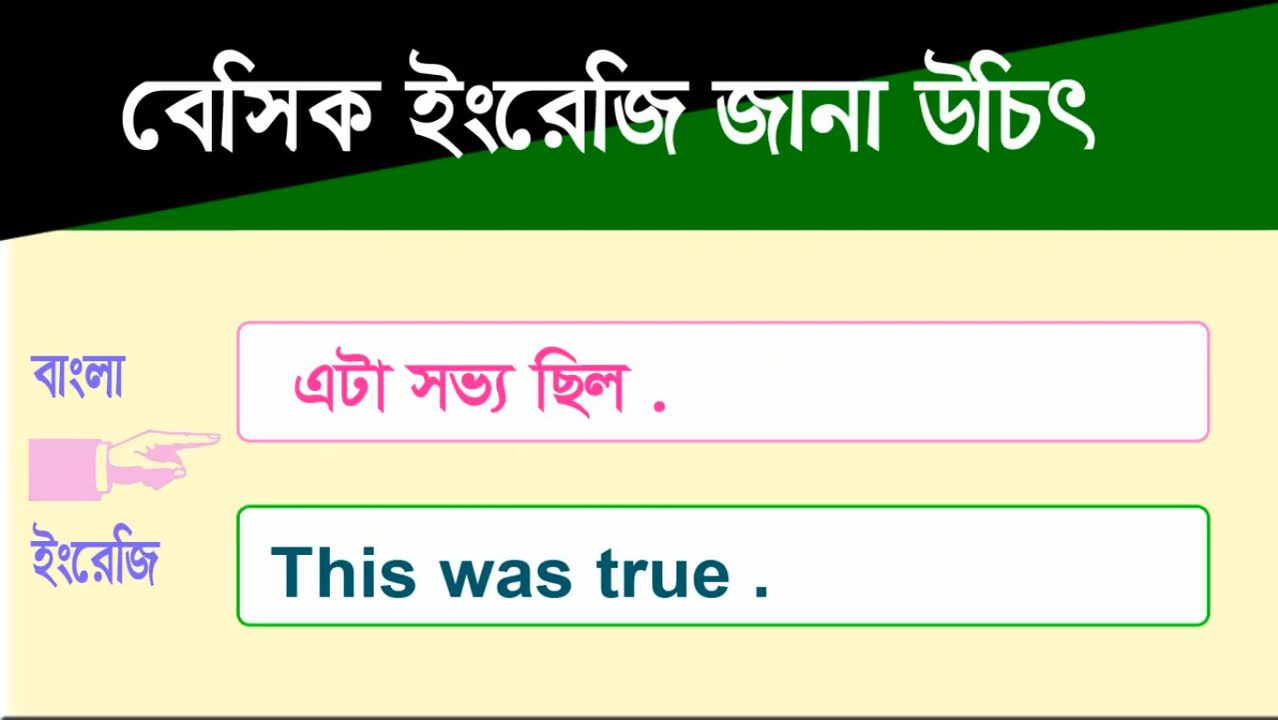 বেসিক ইংরেজি জানা উচিৎ
বাংলা
এটা সভ্য ছিল .
ইংরেজি
This was true .